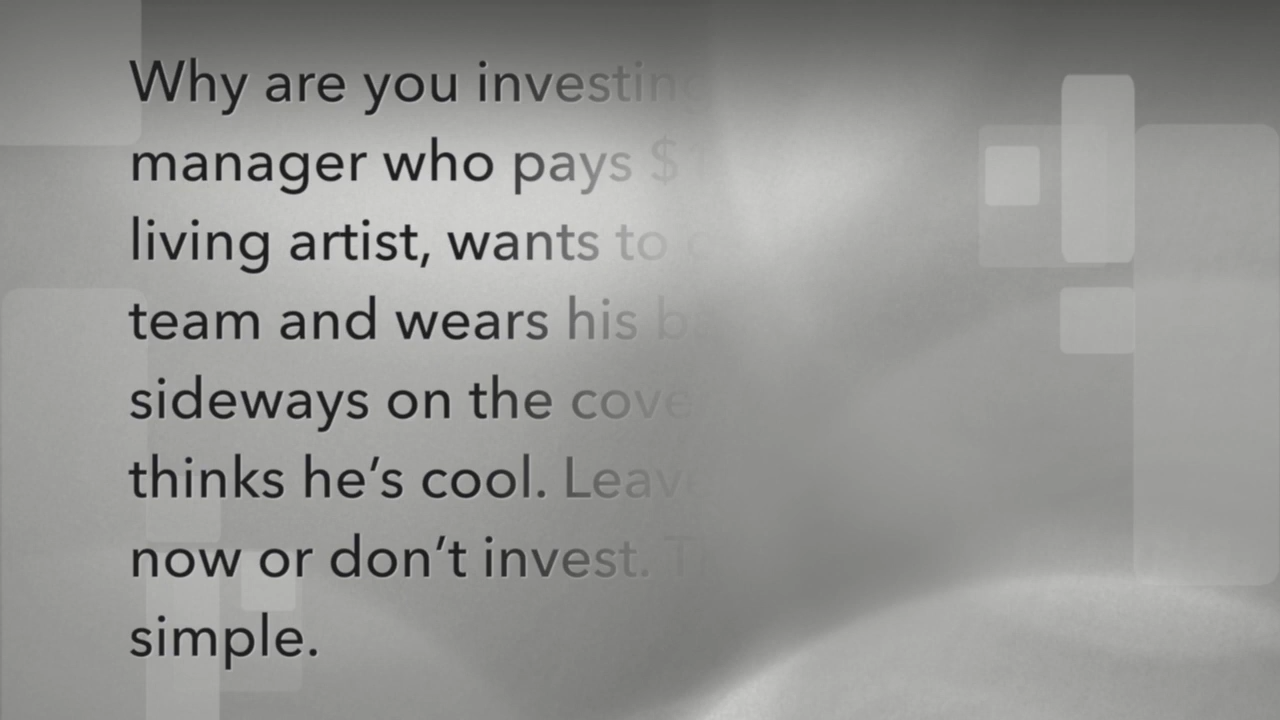 Why are you investing
manager who pays $
living artist, wants to
team and wears his
sideways on the cove
thinks he’s cool. Leave
now or don’t invest.
simple.